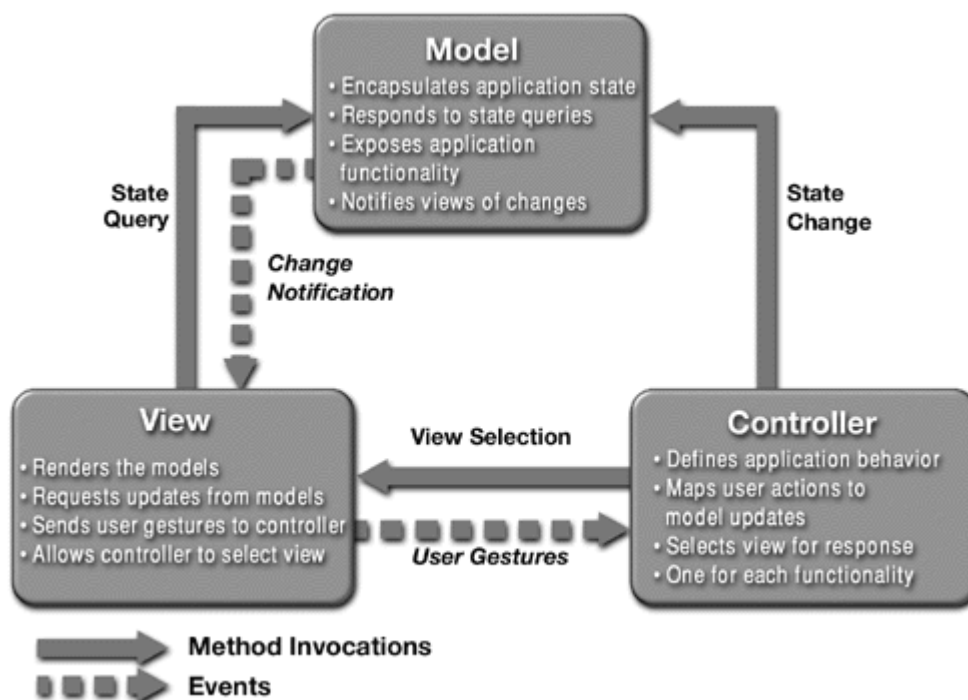 Model
• Encapsulates application state
• Responds to state queries
• Exposes application
functionality
• Notifies views of changes
State
Query
State
Change
Change
Notification
View
• Renders the models
• Requests updates from models
• Sends user gestures to controller
• Allows controller to select view
View Selection
User Gestures
Controller
• Defines application behavior
• Maps user actions to
model updates
• Selects view for response
• One for each functionality
Method Invocations
Events